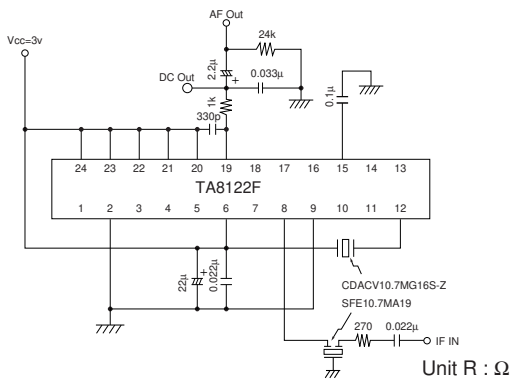 AF Out
Vcc=3v
24k
2.2μ
+
DC Out
0.033μ
1k
0.1μ
330p
24 23 22 21 20 19 18 17 16 15 14 13
TA8122F
1 2 3 4 5 6 7 8 9 10 11 12
22μ
+
0.022μ
CDACV10.7MG16S-Z
SFE10.7MA19
270
0.022μ
IF IN
Unit R : Ω